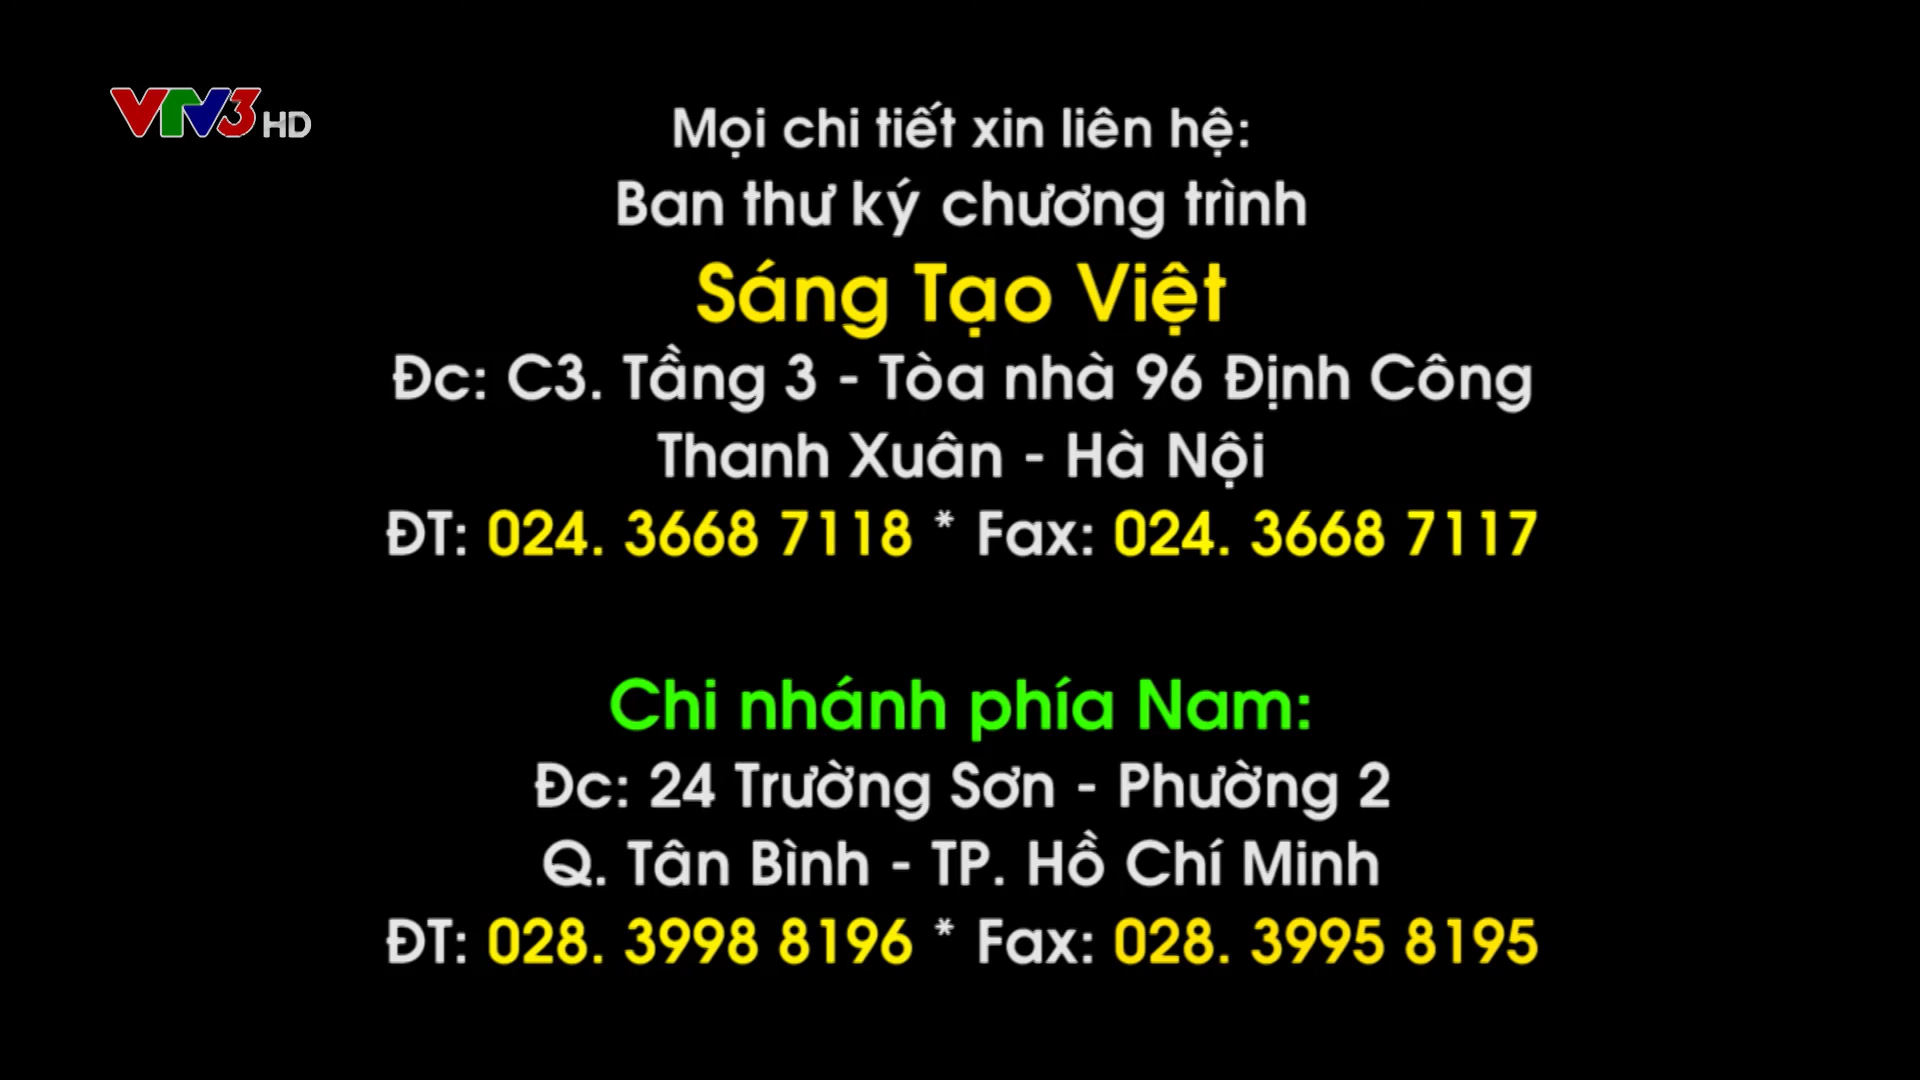 VTV3 HD
Mọi chi tiết xin liên hệ:
Ban thư ký chương trình
Sáng Tạo Việt
Đc: C3. Tầng 3 - Tòa nhà 96 Định Công
Thanh Xuân - Hà Nội
ĐT: 024. 3668 7118 * Fax: 024. 3668 7117
Chi nhánh phía Nam:
Đc: 24 Trường Sơn - Phường 2
Q. Tân Bình - TP. Hồ Chí Minh
ĐT: 028. 3998 8196 * Fax: 028. 3995 8195